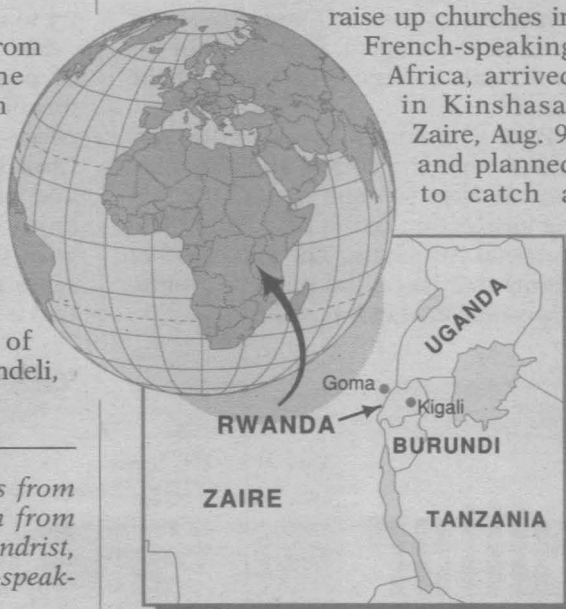 rom
ne
n
of
ndeli,
s from
n from
ndrist,
-speak-
raise up churches in
French-speaking
Africa, arrived
in Kinshasa,
Zaire, Aug. 9,
and planned
to catch a
UGANDA
Goma
Kigali
RWANDA
BURUNDI
ZAIRE
TANZANIA